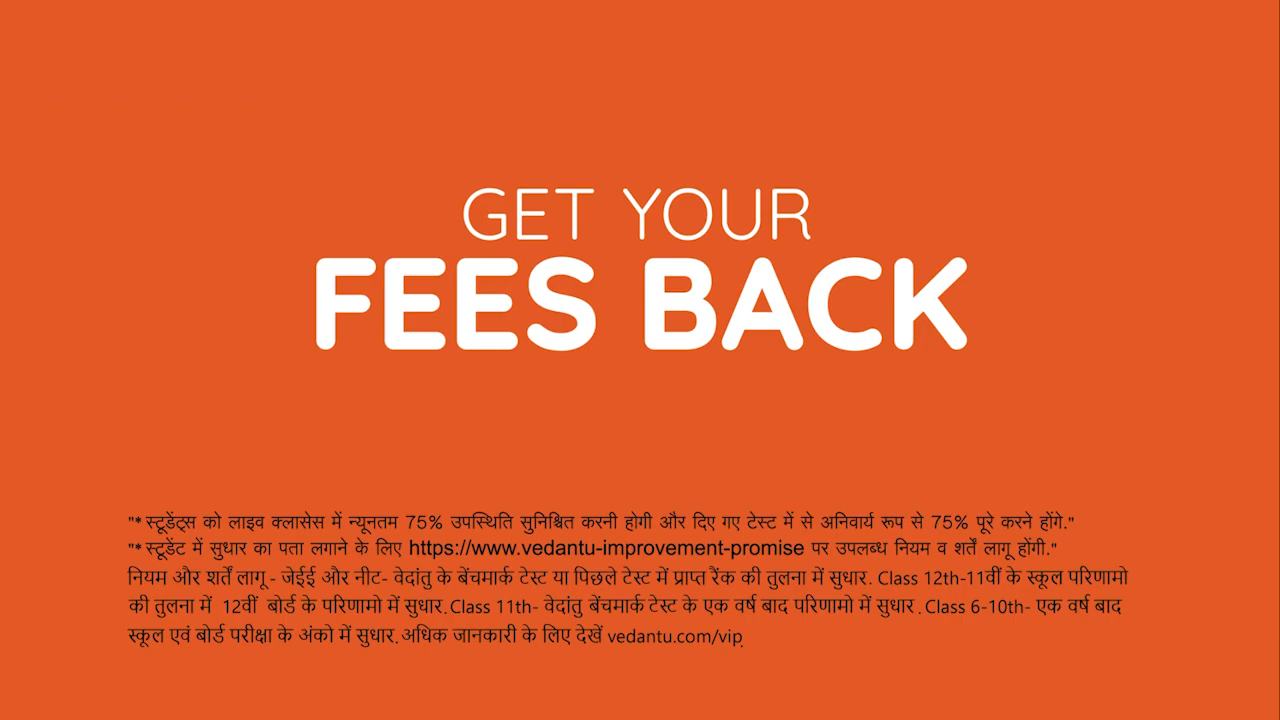 GET YOUR
FEES BACK
"* स्टूडेंट्स को लाइव क्लासेस में न्यूनतम 75% उपस्थिति सुनिश्चित करनी होगी और दिए गए टेस्ट में से अनिवार्य रूप से 75% पूरे करने होंगे."
"* स्टूडेंट में सुधार का पता लगाने के लिए https://www.vedantu-improvement-promise पर उपलब्ध नियम व शर्तें लागू होंगी."
नियम और शर्तें लागू - जेईई और नीट- वेदांतु के बेंचमार्क टेस्ट या पिछले टेस्ट में प्राप्त रैंक की तुलना में सुधार. Class 12th-11वीं के स्कूल परिणामो
की तुलना में 12वीं बोर्ड के परिणामो में सुधार. Class 11th- वेदांतु बेंचमार्क टेस्ट के एक वर्ष बाद परिणामो में सुधार . Class 6-10th- एक वर्ष बाद
स्कूल एवं बोर्ड परीक्षा के अंको में सुधार. अधिक जानकारी के लिए देखें vedantu.com/vip.